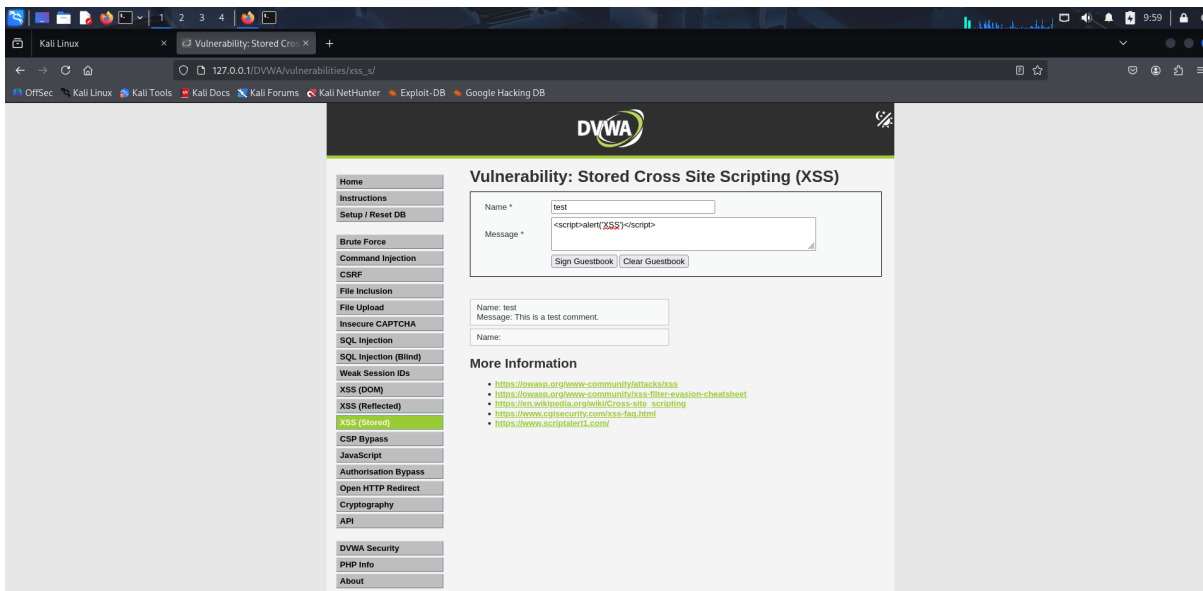 1 2 3 4
9:59
Kali Linux
Vulnerability: Stored Cros
127.0.0.1/DVWA/vulnerabilities/xss_s/
OffSec Kali Linux Kali Tools Kali Docs Kali Forums Kali NetHunter Exploit-DB Google Hacking DB
DVWA
Home
Instructions
Setup / Reset DB
Brute Force
Command Injection
CSRF
File Inclusion
File Upload
Insecure CAPTCHA
SQL Injection
SQL Injection (Blind)
Weak Session IDs
XSS (DOM)
XSS (Reflected)
XSS (Stored)
CSP Bypass
JavaScript
Authorisation Bypass
Open HTTP Redirect
Cryptography
API
DVWA Security
PHP Info
About
Vulnerability: Stored Cross Site Scripting (XSS)
Name * test
Message * <script>alert('XSS')</script>
Sign Guestbook Clear Guestbook
Name: test
Message: This is a test comment.
Name:
More Information
https://owasp.org/www-community/attacks/xss
https://owasp.org/www-community/xss-filter-evasion-cheatsheet
https://en.wikipedia.org/wiki/Cross-site_scripting
https://www.cgisecurity.com/xss-faq.html
https://www.scriptalert1.com/